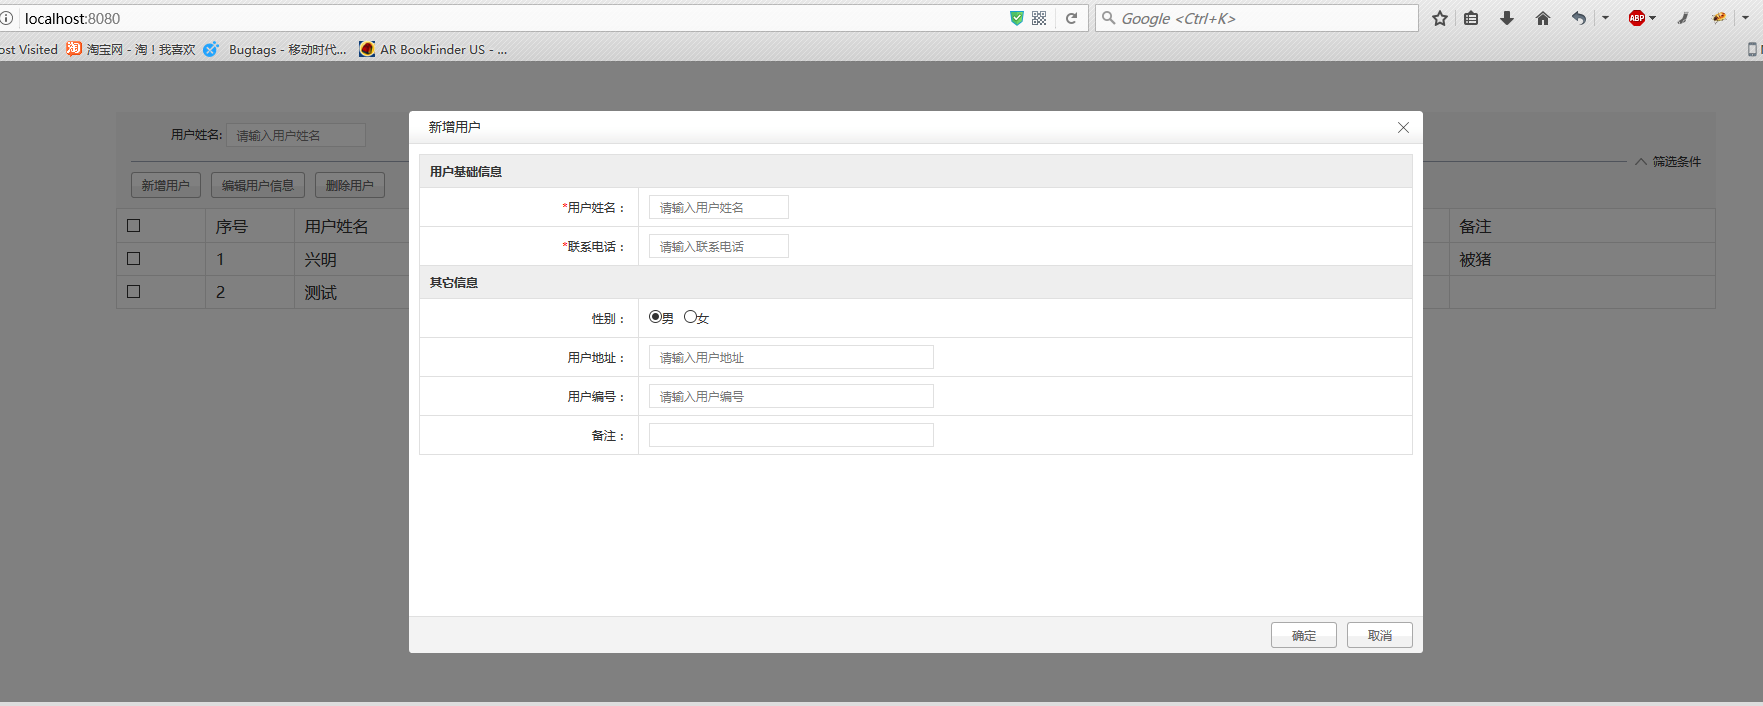 localhost:8080
Google <Ctrl+K>
ABP
ost Visited 淘 淘宝网 - 淘！我喜欢 Bugtags - 移动时代... AR BookFinder US - ...
新增用户
用户姓名: 请输入用户姓名
筛选条件
新增用户 编辑用户信息 删除用户
序号 用户姓名 备注
1 兴明 被猪
2 测试
用户基础信息
*用户姓名： 请输入用户姓名
*联系电话： 请输入联系电话
其它信息
性别： 男 女
用户地址： 请输入用户地址
用户编号： 请输入用户编号
备注：
确定 取消